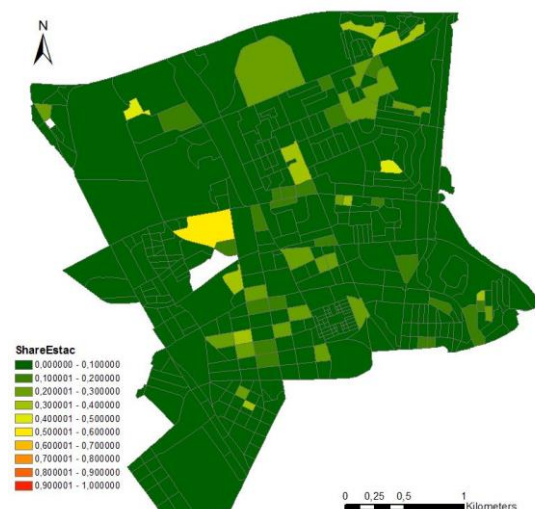 N
ShareEstac
0,000000 - 0,100000
0,100001 - 0,200000
0,200001 - 0,300000
0,300001 - 0,400000
0,400001 - 0,500000
0,500001 - 0,600000
0,600001 - 0,700000
0,700001 - 0,800000
0,800001 - 0,900000
0,900001 - 1,000000
0 0,25 0,5 1
Kilometers